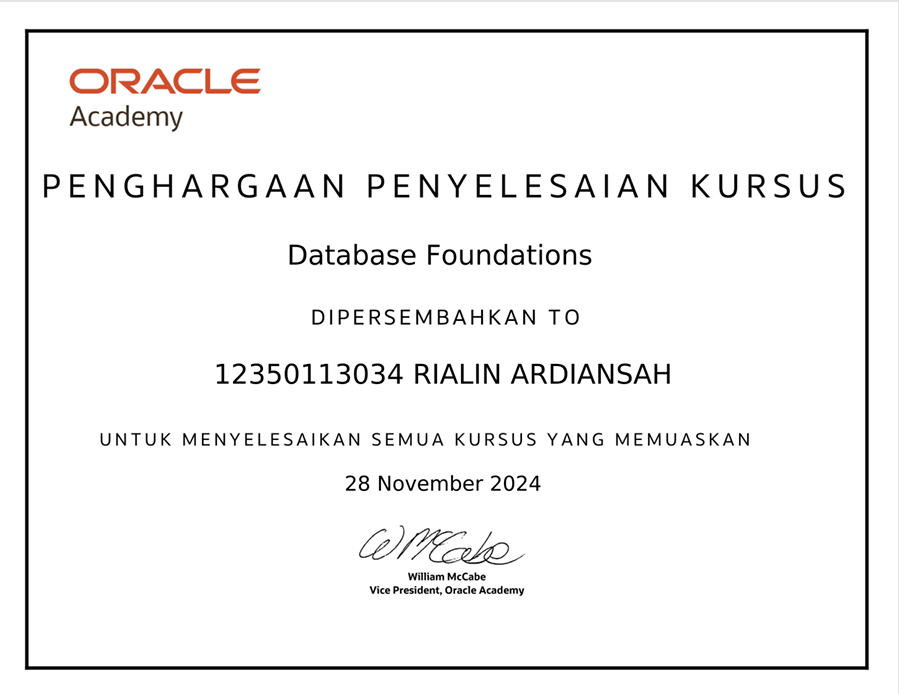 ORACLE
Academy
PENGHARGAAN PENYELESAIAN KURSUS
Database Foundations
DIPERSEMBAHKAN TO
12350113034 RIALIN ARDIANSAH
UNTUK MENYELESAIKAN SEMUA KURSUS YANG MEMUASKAN
28 November 2024
W McCabe
William McCabe
Vice President, Oracle Academy